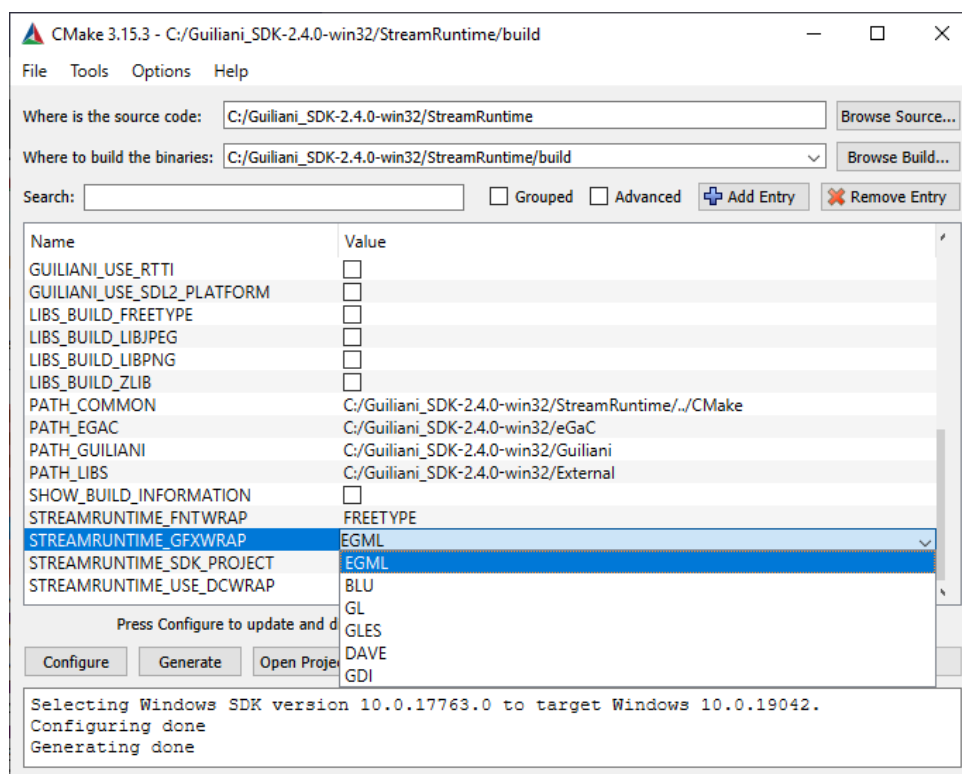 CMake 3.15.3 - C:/Guiliani_SDK-2.4.0-win32/StreamRuntime/build
File Tools Options Help
Where is the source code: C:/Guiliani_SDK-2.4.0-win32/StreamRuntime Browse Source...
Where to build the binaries: C:/Guiliani_SDK-2.4.0-win32/StreamRuntime/build Browse Build...
Search: Grouped Advanced Add Entry Remove Entry
Name Value
GUILIANI_USE_RTTI
GUILIANI_USE_SDL2_PLATFORM
LIBS_BUILD_FREETYPE
LIBS_BUILD_LIBJPEG
LIBS_BUILD_LIBPNG
LIBS_BUILD_ZLIB
PATH_COMMON C:/Guiliani_SDK-2.4.0-win32/StreamRuntime/../CMake
PATH_EGAC C:/Guiliani_SDK-2.4.0-win32/eGaC
PATH_GUILIANI C:/Guiliani_SDK-2.4.0-win32/Guiliani
PATH_LIBS C:/Guiliani_SDK-2.4.0-win32/External
SHOW_BUILD_INFORMATION
STREAMRUNTIME_FNTWRAP FREETYPE
STREAMRUNTIME_GFXWRAP EGML
STREAMRUNTIME_SDK_PROJECT EGML
STREAMRUNTIME_USE_DCWRAP BLU
GL
Press Configure to update and d
GLES
DAVE
Configure Generate Open Proje
GDI
Selecting Windows SDK version 10.0.17763.0 to target Windows 10.0.19042.
Configuring done
Generating done